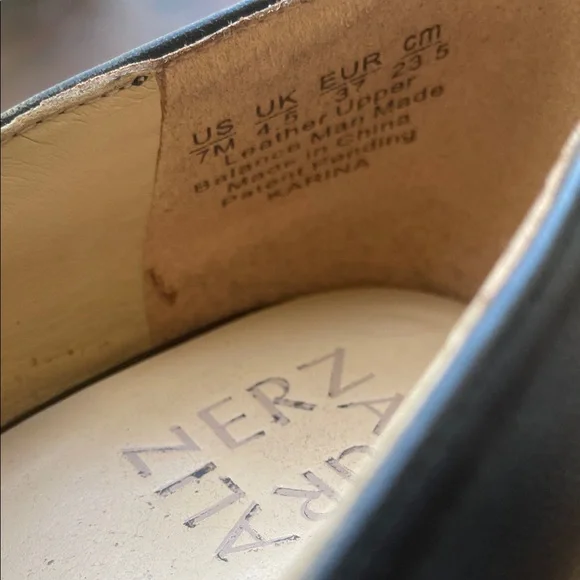 US UK EUR cm
7M 4.5 37 23.5
Leather Upper
Balance Man Made
Made in China
Patent Pending
KARINA
NATURALIZER